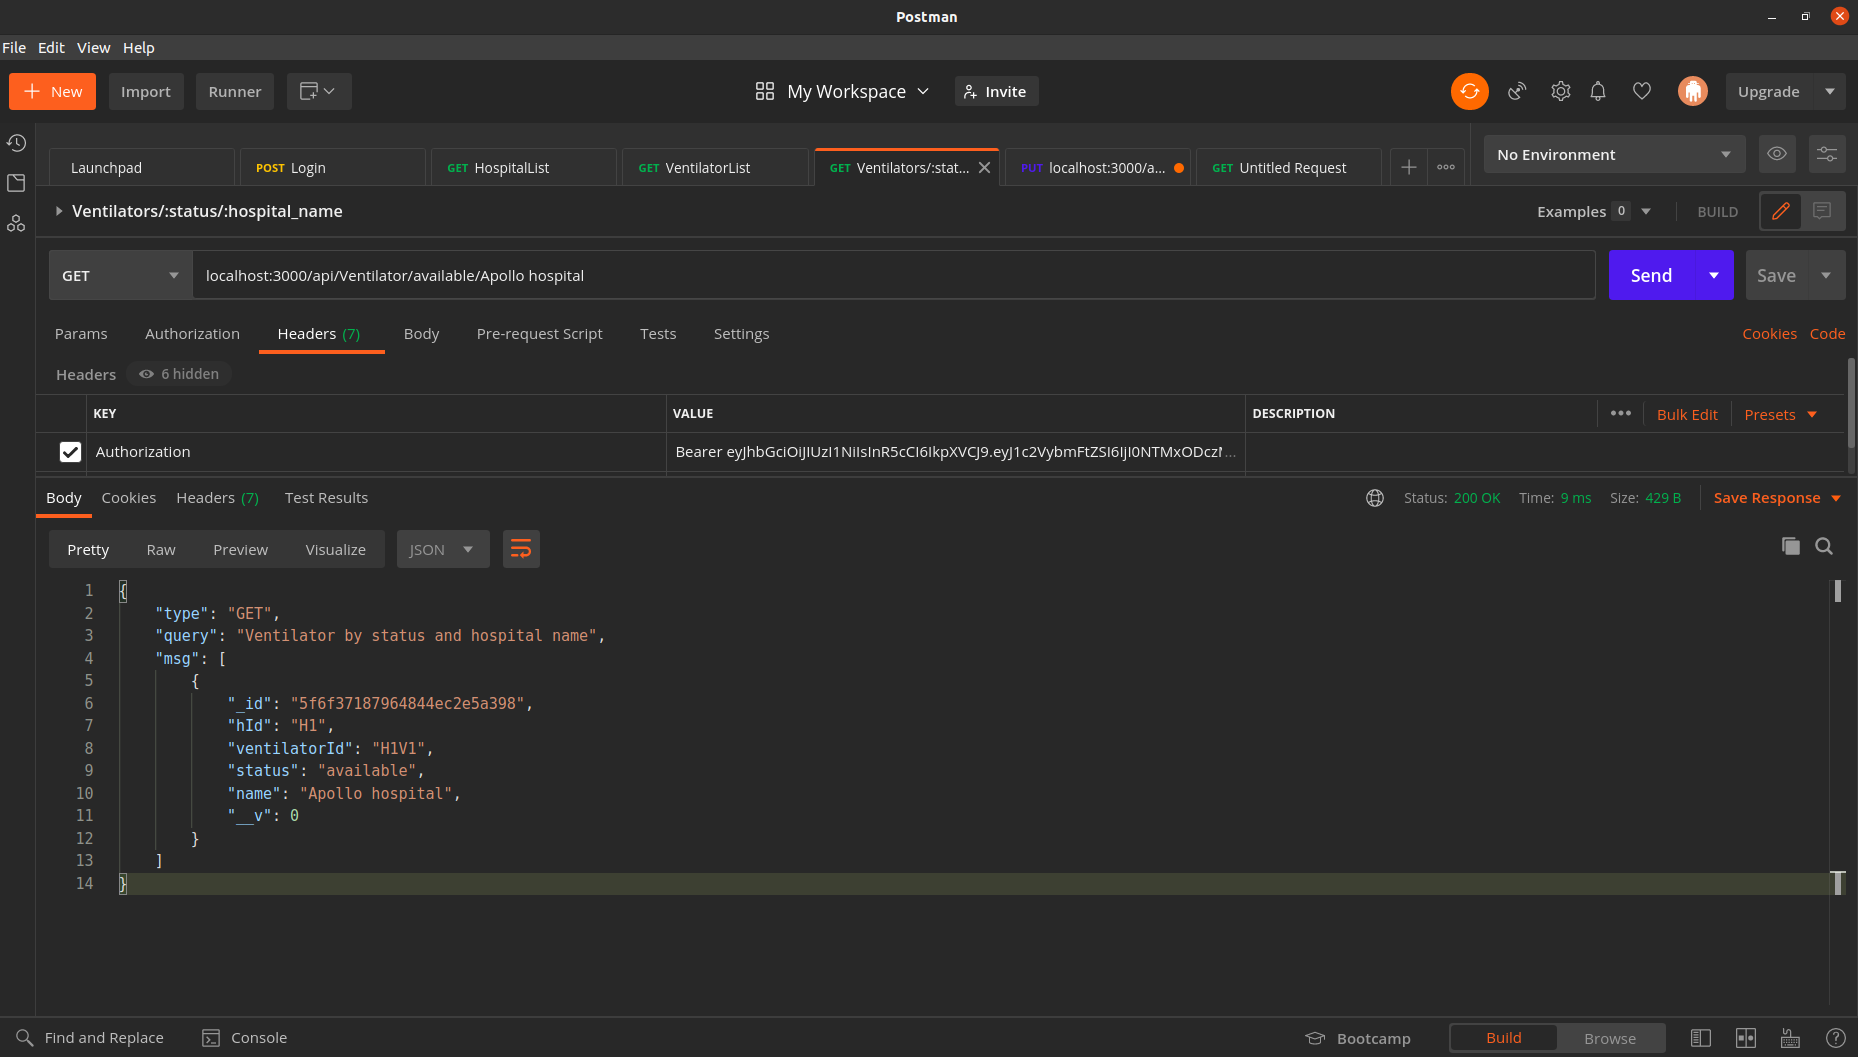 Postman
File Edit View Help
New Import Runner My Workspace Invite Upgrade
Launchpad POST Login GET HospitalList GET VentilatorList GET Ventilators/:stat... PUT localhost:3000/a... GET Untitled Request No Environment
Ventilators/:status/:hospital_name Examples 0 BUILD
GET localhost:3000/api/Ventilator/available/Apollo hospital Send Save
Params Authorization Headers (7) Body Pre-request Script Tests Settings Cookies Code
Headers 6 hidden
KEY VALUE DESCRIPTION Bulk Edit Presets
Authorization Bearer eyJhbGciOiJIUzI1NiIsInR5cCI6IkpXVCJ9.eyJ1c2VybmFtZSI6IjI0NTMxODczM...
Body Cookies Headers (7) Test Results Status: 200 OK Time: 9 ms Size: 429 B Save Response
Pretty Raw Preview Visualize JSON
1 {
2 "type": "GET",
3 "query": "Ventilator by status and hospital name",
4 "msg": [
5 {
6 "_id": "5f6f37187964844ec2e5a398",
7 "hId": "H1",
8 "ventilatorId": "H1V1",
9 "status": "available",
10 "name": "Apollo hospital",
11 "__v": 0
12 }
13 ]
14 }
Find and Replace Console Bootcamp Build Browse